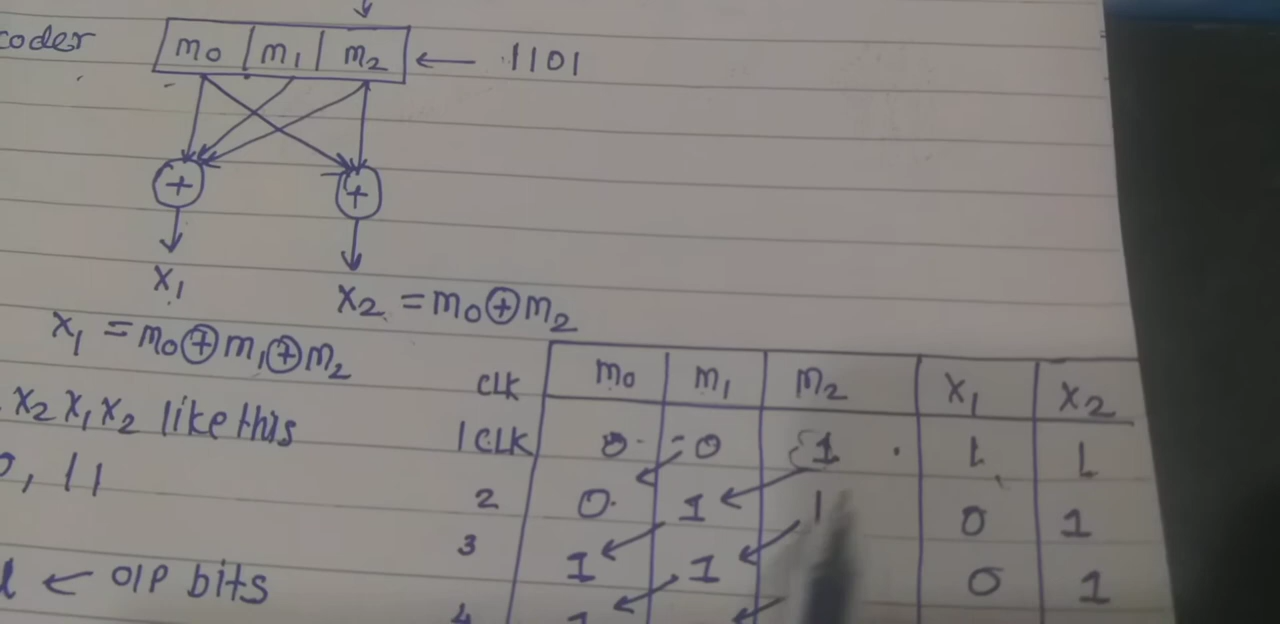 coder m0 m1 m2 ← 1101
+ +
x1
x2 = m0⊕m2
x1 = m0⊕m1⊕m2
x2 x1 x2 like this
, 11
← O/P bits
CLK m0 m1 m2 x1 x2
1 CLK 0 0 1 1 1
2 0 1 1 0 1
3 1 1 0 1
4